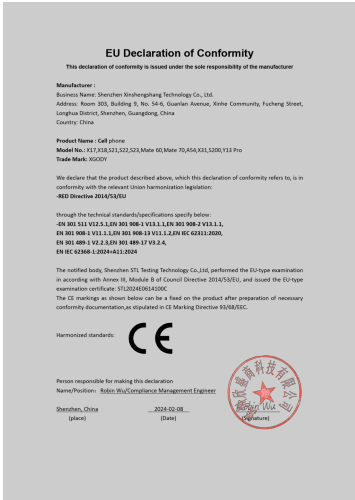 EU Declaration of Conformity
This declaration of conformity is issued under the sole responsibility of the manufacturer
Manufacturer :
Business Name: Shenzhen Xinshengshang Technology Co., Ltd.
Address: Room 303, Building 9, No. 54-6, Guanlan Avenue, Xinhe Community, Fucheng Street,
Longhua District, Shenzhen, Guangdong, China
Country: China
Product Name : Cell phone
Model No.: X17,X18,S21,S22,S23,Mate 60,Mate 70,A54,X31,S200,Y13 Pro
Trade Mark: XGODY
We declare that the product described above, which this declaration of conformity refers to, is in
conformity with the relevant Union harmonization legislation:
-RED Directive 2014/53/EU
through the technical standards/specifications specify below:
-EN 301 511 V12.5.1,EN 301 908-1 V13.1.1,EN 301 908-2 V13.1.1,
EN 301 908-1 V11.1.1,EN 301 908-13 V11.1.2,EN IEC 62311:2020,
EN 301 489-1 V2.2.3,EN 301 489-17 V3.2.4,
EN IEC 62368-1:2024+A11:2024
The notified body, Shenzhen STL Testing Technology Co.,Ltd, performed the EU-type examination
in according with Annex III, Module B of Council Directive 2014/53/EU, and issued the EU-type
examination certificate: STL2024E0614100C
The CE markings as shown below can be a fixed on the product after preparation of necessary
conformity documentation,as stipulated in CE Marking Directive 93/68/EEC.
Harmonized standards:
CE
Person responsible for making this declaration
Name/Position: Robin Wu/Compliance Management Engineer
盛商科技有限公司
Robin Wu
Shenzhen, China 2024-02-08
(place) (Date) (Signature)